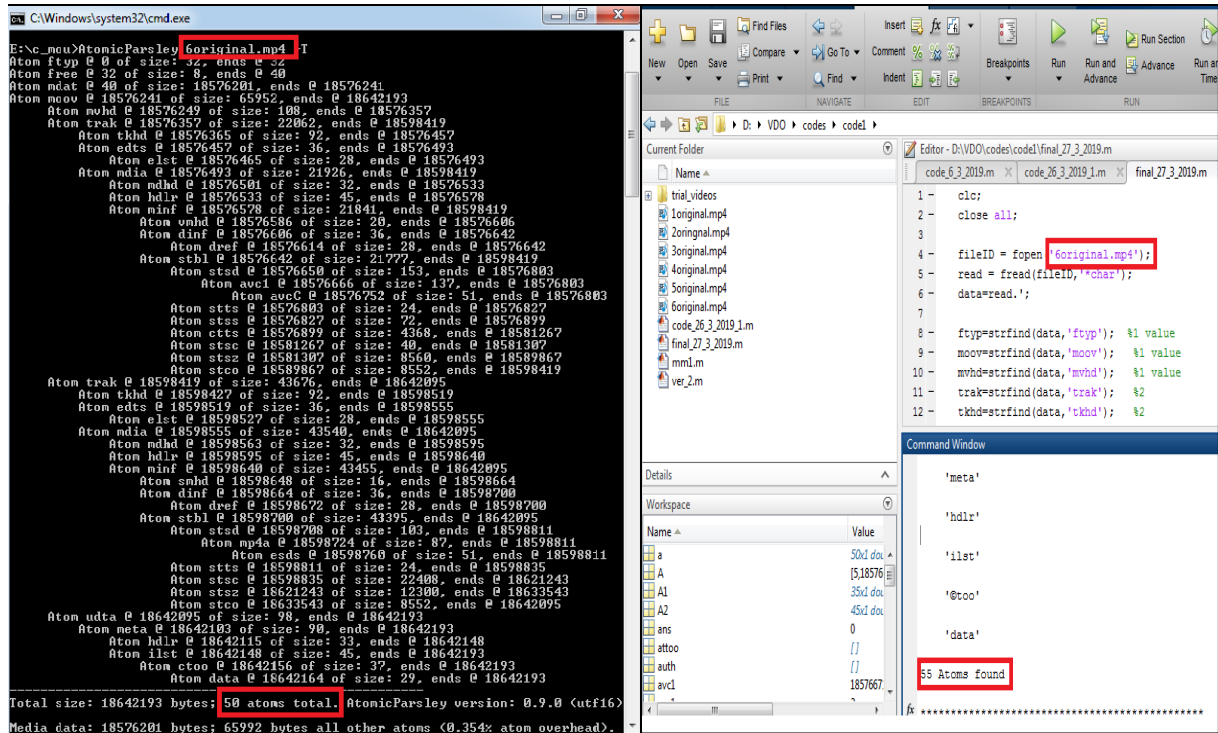 C:\Windows\system32\cmd.exe
E:\c_mcu>AtomicParsley 6original.mp4 -T
Atom ftyp @ 0 of size: 32, ends @ 32
Atom free @ 32 of size: 8, ends @ 40
Atom mdat @ 40 of size: 18576201, ends @ 18576241
Atom moov @ 18576241 of size: 65952, ends @ 18642193
Atom mvhd @ 18576249 of size: 108, ends @ 18576357
Atom trak @ 18576357 of size: 22062, ends @ 18598419
Atom tkhd @ 18576365 of size: 92, ends @ 18576457
Atom edts @ 18576457 of size: 36, ends @ 18576493
Atom elst @ 18576465 of size: 28, ends @ 18576493
Atom mdia @ 18576493 of size: 21926, ends @ 18598419
Atom mdhd @ 18576501 of size: 32, ends @ 18576533
Atom hdlr @ 18576533 of size: 45, ends @ 18576578
Atom minf @ 18576578 of size: 21841, ends @ 18598419
Atom vmhd @ 18576586 of size: 20, ends @ 18576606
Atom dinf @ 18576606 of size: 36, ends @ 18576642
Atom dref @ 18576614 of size: 28, ends @ 18576642
Atom stbl @ 18576642 of size: 21777, ends @ 18598419
Atom stsd @ 18576650 of size: 153, ends @ 18576803
Atom avc1 @ 18576666 of size: 137, ends @ 18576803
Atom avcC @ 18576752 of size: 51, ends @ 18576803
Atom stts @ 18576803 of size: 24, ends @ 18576827
Atom stss @ 18576827 of size: 72, ends @ 18576899
Atom ctts @ 18576899 of size: 4368, ends @ 18581267
Atom stsc @ 18581267 of size: 40, ends @ 18581307
Atom stsz @ 18581307 of size: 8560, ends @ 18589867
Atom stco @ 18589867 of size: 8552, ends @ 18598419
Atom trak @ 18598419 of size: 43676, ends @ 18642095
Atom tkhd @ 18598427 of size: 92, ends @ 18598519
Atom edts @ 18598519 of size: 36, ends @ 18598555
Atom elst @ 18598527 of size: 28, ends @ 18598555
Atom mdia @ 18598555 of size: 43540, ends @ 18642095
Atom mdhd @ 18598563 of size: 32, ends @ 18598595
Atom hdlr @ 18598595 of size: 45, ends @ 18598640
Atom minf @ 18598640 of size: 43455, ends @ 18642095
Atom smhd @ 18598648 of size: 16, ends @ 18598664
Atom dinf @ 18598664 of size: 36, ends @ 18598700
Atom dref @ 18598672 of size: 28, ends @ 18598700
Atom stbl @ 18598700 of size: 43395, ends @ 18642095
Atom stsd @ 18598708 of size: 103, ends @ 18598811
Atom mp4a @ 18598724 of size: 87, ends @ 18598811
Atom esds @ 18598760 of size: 51, ends @ 18598811
Atom stts @ 18598811 of size: 24, ends @ 18598835
Atom stsc @ 18598835 of size: 22408, ends @ 18621243
Atom stsz @ 18621243 of size: 12300, ends @ 18633543
Atom stco @ 18633543 of size: 8552, ends @ 18642095
Atom udta @ 18642095 of size: 98, ends @ 18642193
Atom meta @ 18642103 of size: 90, ends @ 18642193
Atom hdlr @ 18642115 of size: 33, ends @ 18642148
Atom ilst @ 18642148 of size: 45, ends @ 18642193
Atom ctoo @ 18642156 of size: 37, ends @ 18642193
Atom data @ 18642164 of size: 29, ends @ 18642193
Total size: 18642193 bytes; 50 atoms total. AtomicParsley version: 0.9.0 (utf16)
Media data: 18576201 bytes; 65992 bytes all other atoms (0.354% atom overhead).
New Open Save
Find Files
Compare
Print
Go To
Find
Insert
Comment
Indent
Breakpoints
Run
Run and Advance
Run Section
Advance
Run an
Time
FILE NAVIGATE EDIT BREAKPOINTS RUN
D: VDO codes code1
Current Folder
Name
trial_videos
1original.mp4
2oringnal.mp4
3original.mp4
4original.mp4
5original.mp4
6original.mp4
code_26_3_2019_1.m
final_27_3_2019.m
mm1.m
ver_2.m
Details
Workspace
Name Value
a 50x1 dou
A [5,18576
A1 35x1 dou
A2 45x1 dou
ans 0
attoo []
auth []
avc1 1857667
Editor - D:\VDO\codes\code1\final_27_3_2019.m
code_6_3_2019.m code_26_3_2019_1.m final_27_3_2019.m
1 - clc;
2 - close all;
3
4 - fileID = fopen('6original.mp4');
5 - read = fread(fileID,'*char');
6 - data=read.';
7
8 - ftyp=strfind(data,'ftyp'); %1 value
9 - moov=strfind(data,'moov'); %1 value
10 - mvhd=strfind(data,'mvhd'); %1 value
11 - trak=strfind(data,'trak'); %2
12 - tkhd=strfind(data,'tkhd'); %2
Command Window
'meta'
'hdlr'
'ilst'
'©too'
'data'
55 Atoms found
fx **************************************************